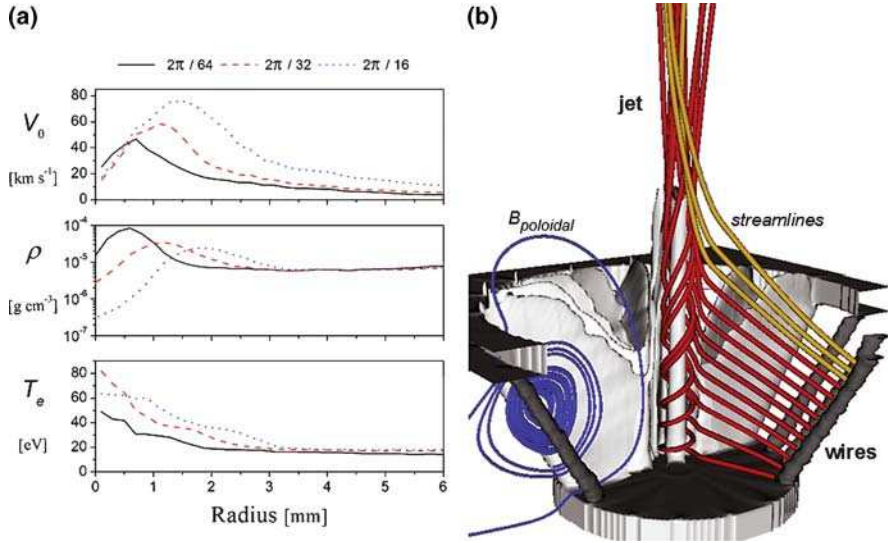 (a)
2π / 64 2π / 32 2π / 16
V₀
[km s⁻¹]
80
60
40
20
0
ρ
[g cm⁻³]
10⁻⁴
10⁻⁵
10⁻⁶
10⁻⁷
Tₑ
[eV]
80
60
40
20
0
0 1 2 3 4 5 6
Radius [mm]
(b)
jet
B poloidal
streamlines
wires